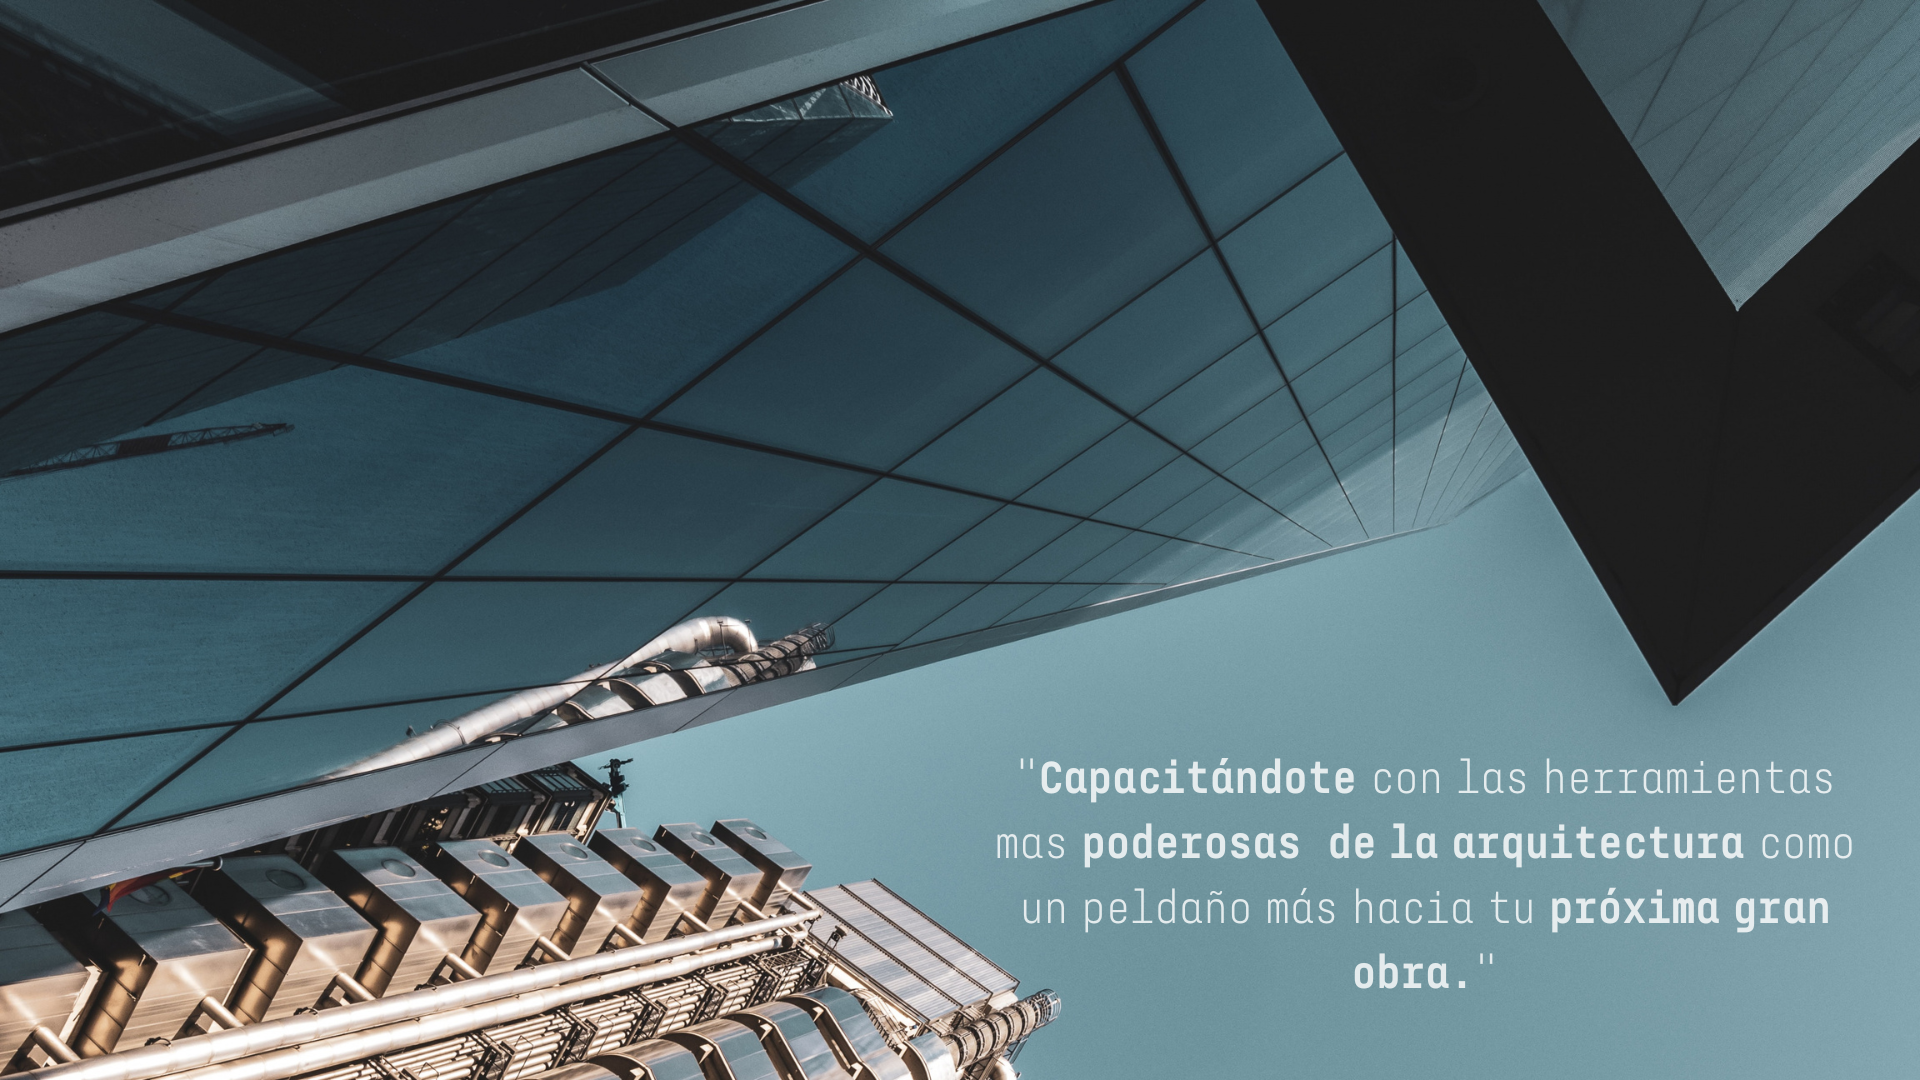 "Capacitándote con las herramientas
mas poderosas de la arquitectura como
un peldaño más hacia tu próxima gran
obra."